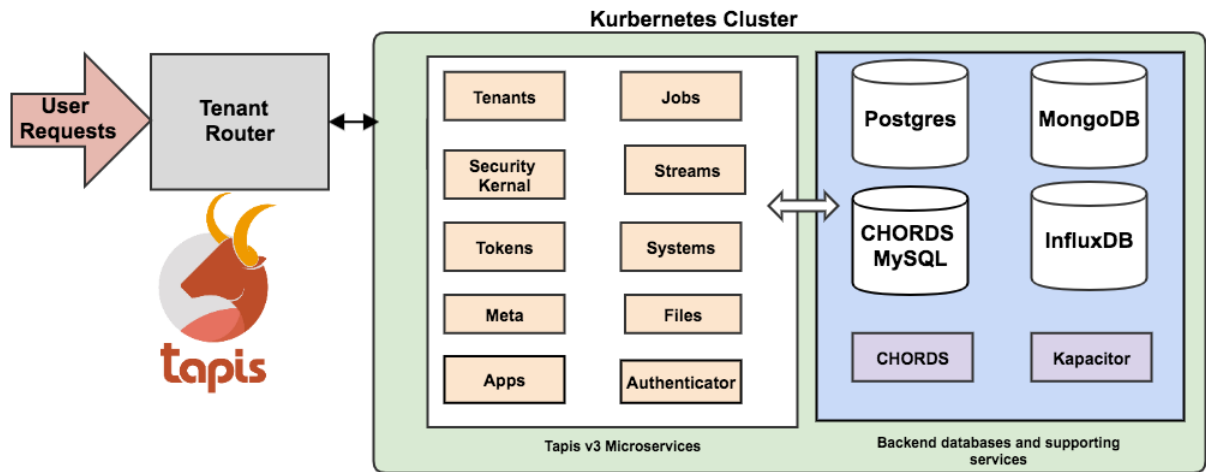 Kurbernetes Cluster
User
Requests
Tenant
Router
tapis
Tenants
Jobs
Security
Kernal
Streams
Tokens
Systems
Meta
Files
Apps
Authenticator
Tapis v3 Microservices
Postgres
MongoDB
CHORDS
MySQL
InfluxDB
CHORDS
Kapacitor
Backend databases and supporting
services